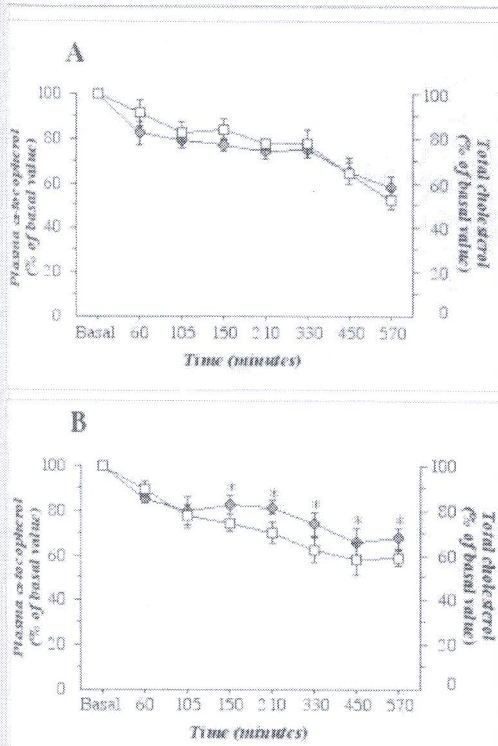 A
Plasma α-tocopherol
(% of basal value)
100
80
60
40
20
0
Total cholesterol
(% of basal value)
100
80
60
40
20
0
Basal 60 105 150 210 330 450 570
Time (minutes)
B
Plasma α-tocopherol
(% of basal value)
100
80
60
40
20
0
Total cholesterol
(% of basal value)
100
80
60
40
20
0
* * * * *
Basal 60 105 150 210 330 450 570
Time (minutes)